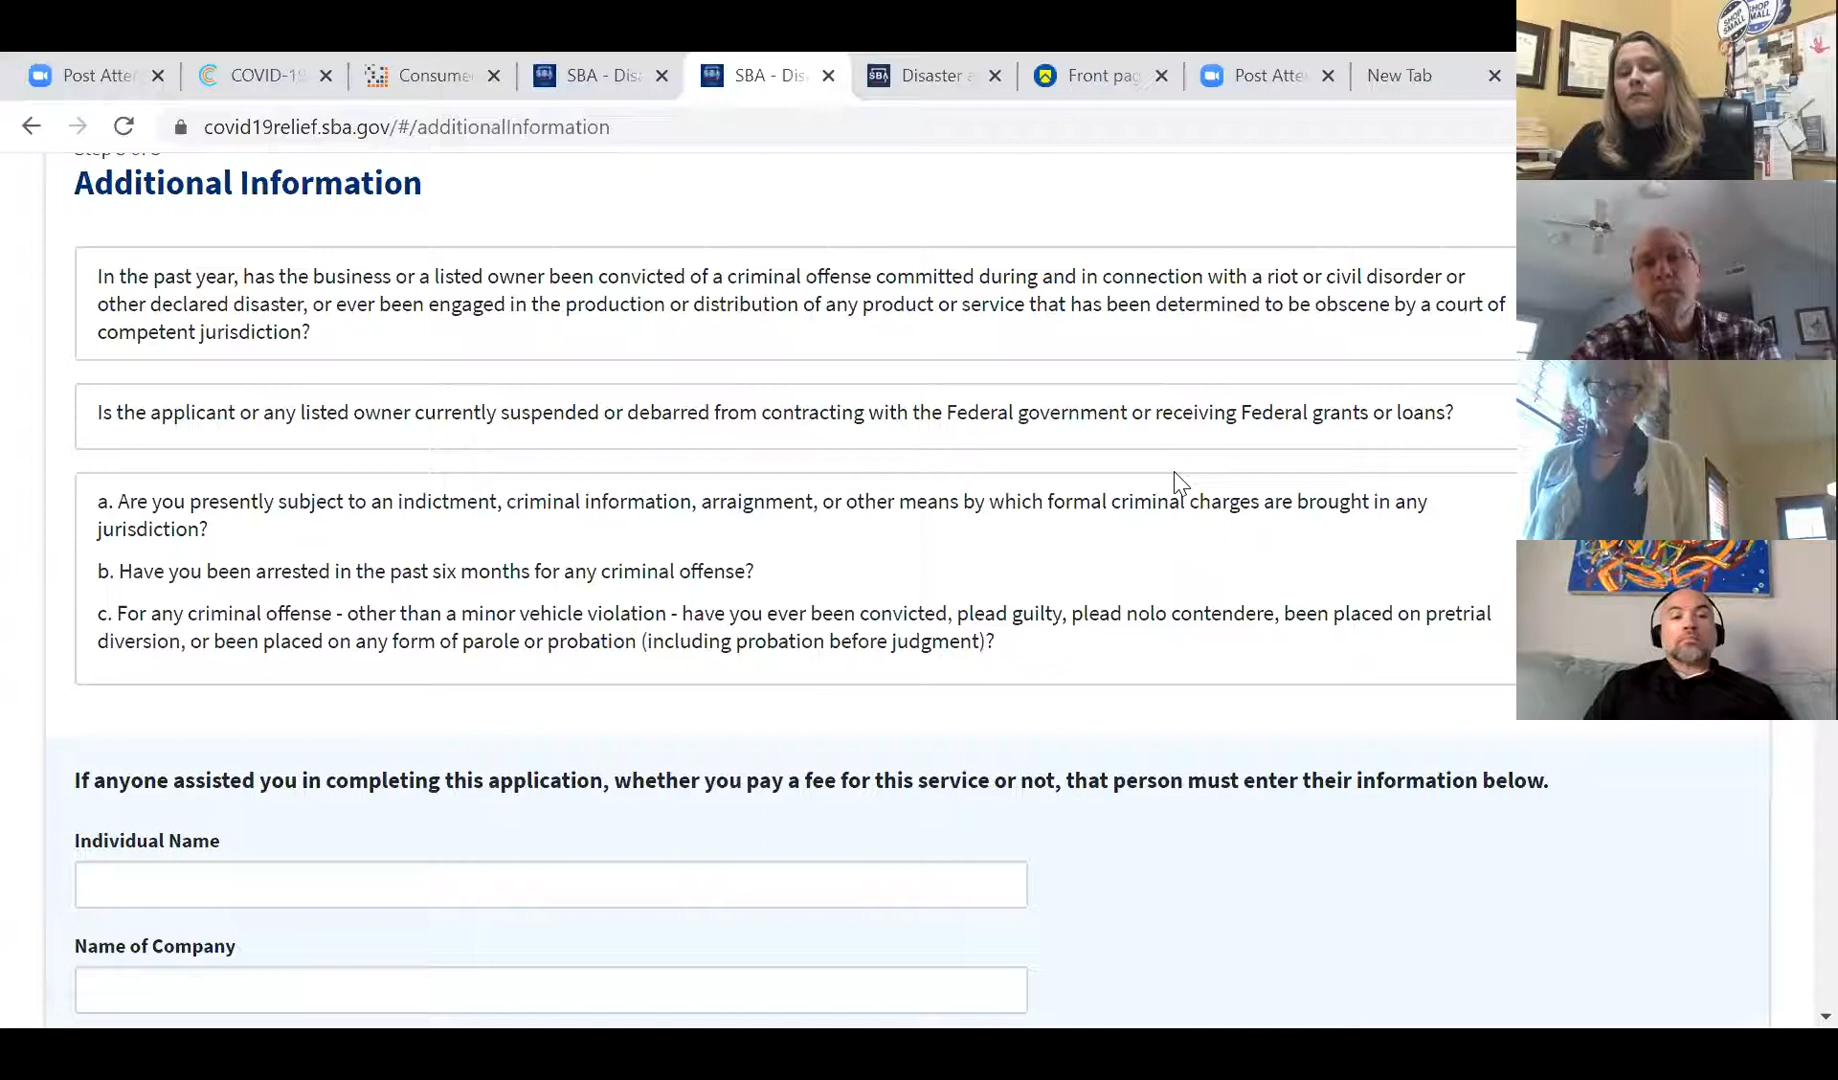 Post Atte
COVID-19
Consume
SBA - Disa
SBA - Dis
Disaster a
Front pag
Post Atte
New Tab
covid19relief.sba.gov/#/additionalInformation
Additional Information
In the past year, has the business or a listed owner been convicted of a criminal offense committed during and in connection with a riot or civil disorder or
other declared disaster, or ever been engaged in the production or distribution of any product or service that has been determined to be obscene by a court of
competent jurisdiction?
Is the applicant or any listed owner currently suspended or debarred from contracting with the Federal government or receiving Federal grants or loans?
a. Are you presently subject to an indictment, criminal information, arraignment, or other means by which formal criminal charges are brought in any
jurisdiction?
b. Have you been arrested in the past six months for any criminal offense?
c. For any criminal offense - other than a minor vehicle violation - have you ever been convicted, plead guilty, plead nolo contendere, been placed on pretrial
diversion, or been placed on any form of parole or probation (including probation before judgment)?
If anyone assisted you in completing this application, whether you pay a fee for this service or not, that person must enter their information below.
Individual Name
Name of Company
SHOP
SMALL
SHOP
MALL
SBA